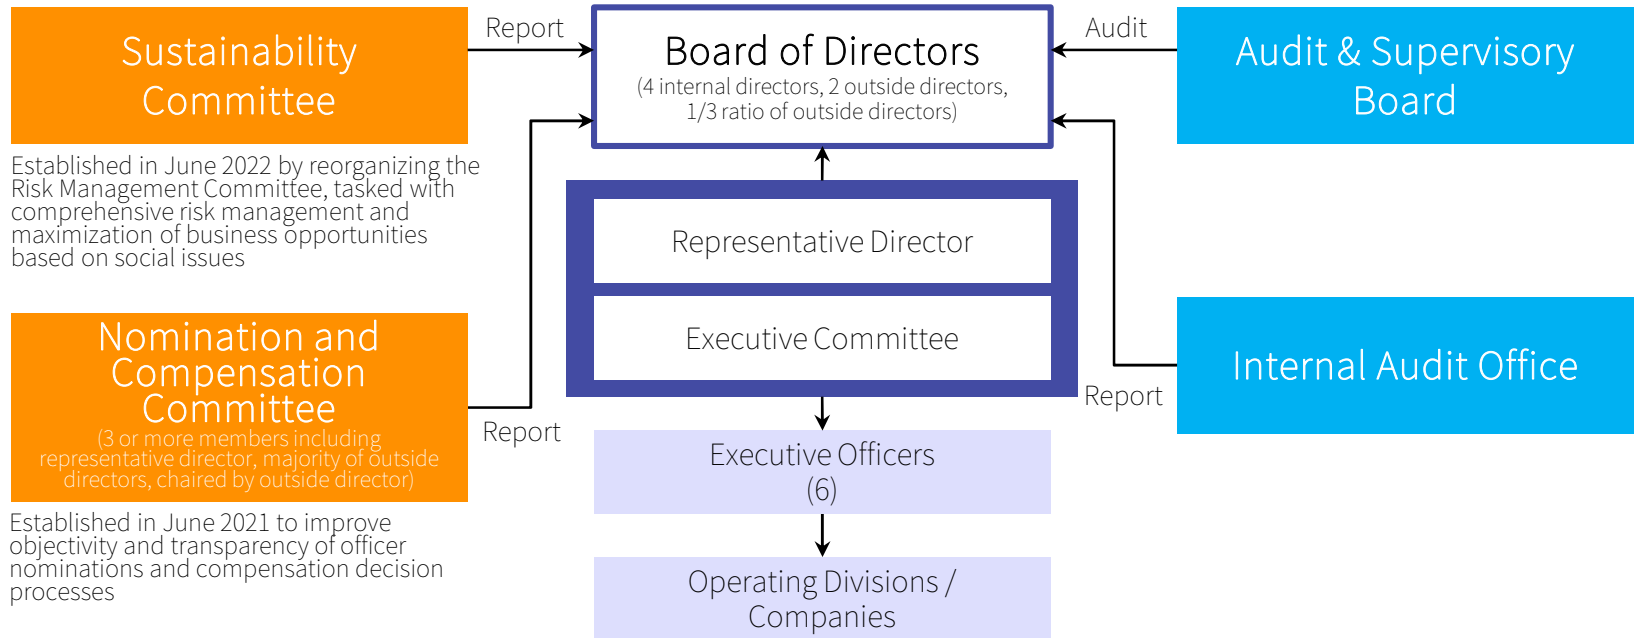 Sustainability
Committee
Report
Board of Directors
(4 internal directors, 2 outside directors,
1/3 ratio of outside directors)
Audit
Audit & Supervisory
Board
Established in June 2022 by reorganizing the
Risk Management Committee, tasked with
comprehensive risk management and
maximization of business opportunities
based on social issues
Representative Director
Executive Committee
Nomination and
Compensation
Committee
(3 or more members including
representative director, majority of outside
directors, chaired by outside director)
Report
Internal Audit Office
Report
Established in June 2021 to improve
objectivity and transparency of officer
nominations and compensation decision
processes
Executive Officers
(6)
Operating Divisions /
Companies